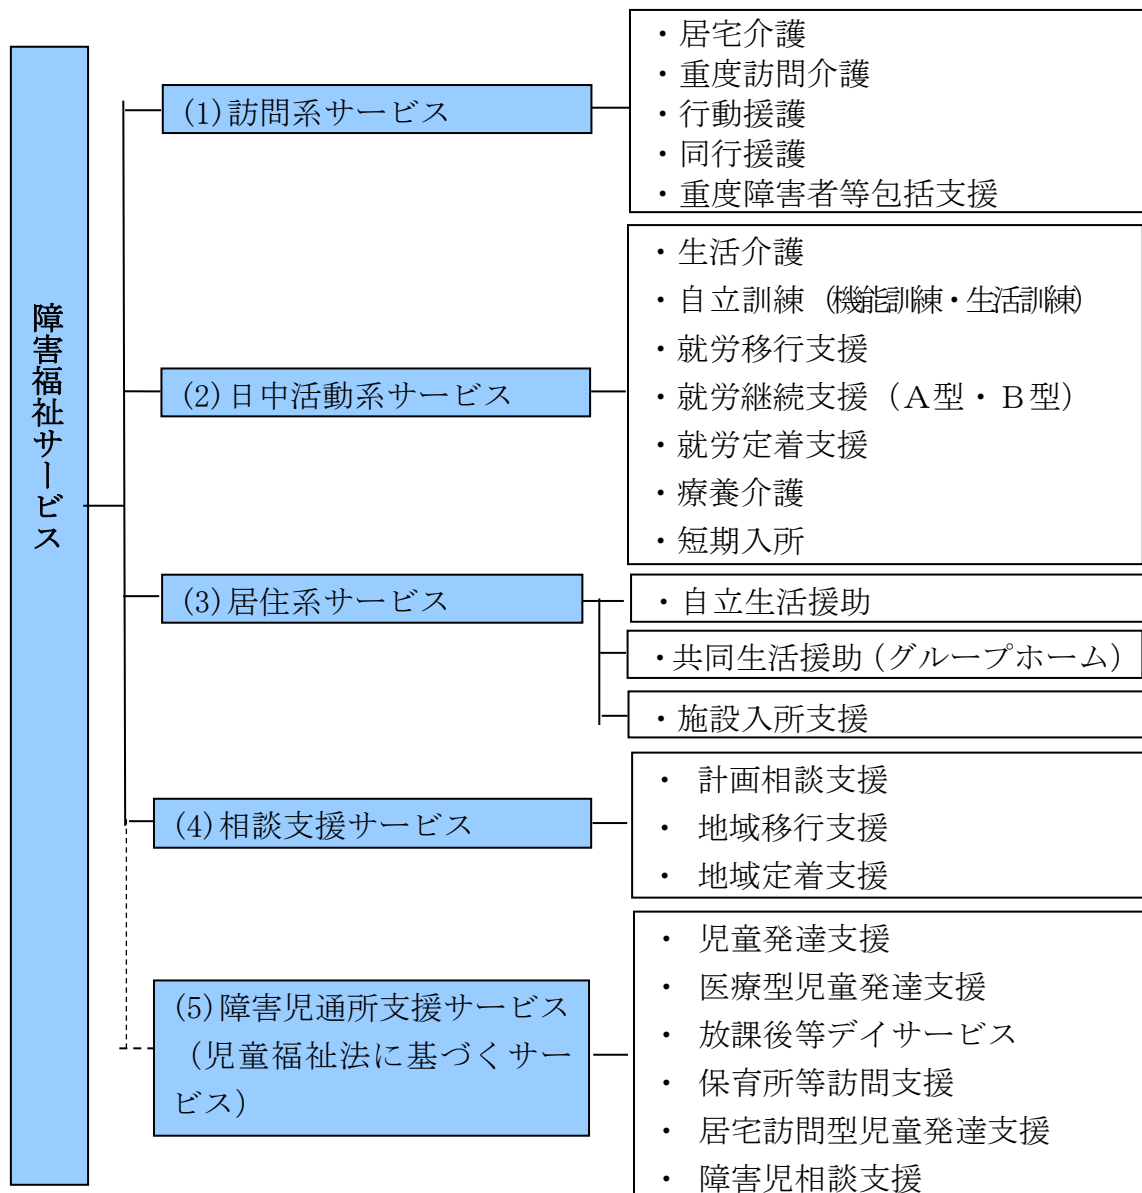 障害福祉サービス
(1)訪問系サービス
・居宅介護
・重度訪問介護
・行動援護
・同行援護
・重度障害者等包括支援
(2)日中活動系サービス
・生活介護
・自立訓練（機能訓練・生活訓練）
・就労移行支援
・就労継続支援（A型・B型）
・就労定着支援
・療養介護
・短期入所
(3)居住系サービス
・自立生活援助
・共同生活援助（グループホーム）
・施設入所支援
(4)相談支援サービス
・ 計画相談支援
・ 地域移行支援
・ 地域定着支援
(5)障害児通所支援サービス
（児童福祉法に基づくサー
ビス）
・ 児童発達支援
・ 医療型児童発達支援
・ 放課後等デイサービス
・ 保育所等訪問支援
・ 居宅訪問型児童発達支援
・ 障害児相談支援